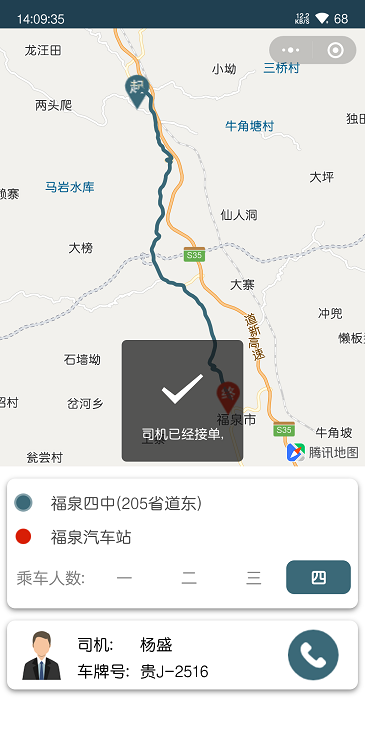 14:09:35
12.2 KB/S 68
龙汪田
小坳
三桥村
两头爬
起
独田
牛角塘村
大坪
马岩水库
赖寨
仙人洞
大榜
S35
大寨
冲兜
道新高速
懒板
石墙坳
终
岔河乡
福泉市
S35
牛角坡
司机已经接单,
瓮尝村
腾讯地图
福泉四中(205省道东)
福泉汽车站
乘车人数: 一 二 三 四
司机: 杨盛
车牌号: 贵J-2516